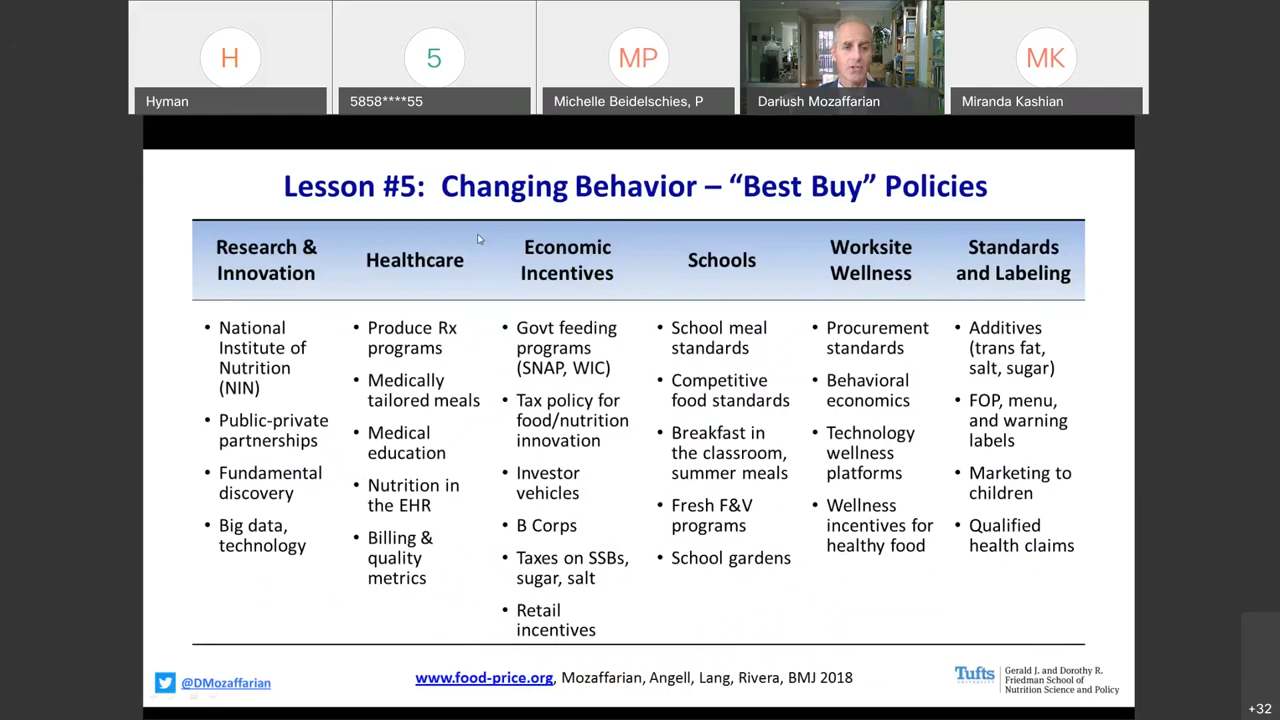 H
5
MP
MK
Hyman
5858****55
Michelle Beidelschies, P
Dariush Mozaffarian
Miranda Kashian
Lesson #5: Changing Behavior – “Best Buy” Policies
Research &
Innovation
Healthcare
Economic
Incentives
Schools
Worksite
Wellness
Standards
and Labeling
• National
Institute of
Nutrition
(NIN)
• Public-private
partnerships
• Fundamental
discovery
• Big data,
technology
• Produce Rx
programs
• Medically
tailored meals
• Medical
education
• Nutrition in
the EHR
• Billing &
quality
metrics
• Govt feeding
programs
(SNAP, WIC)
• Tax policy for
food/nutrition
innovation
• Investor
vehicles
• B Corps
• Taxes on SSBs,
sugar, salt
• Retail
incentives
• School meal
standards
• Competitive
food standards
• Breakfast in
the classroom,
summer meals
• Fresh F&V
programs
• School gardens
• Procurement
standards
• Behavioral
economics
• Technology
wellness
platforms
• Wellness
incentives for
healthy food
• Additives
(trans fat,
salt, sugar)
• FOP, menu,
and warning
labels
• Marketing to
children
• Qualified
health claims
@DMozaffarian
www.food-price.org, Mozaffarian, Angell, Lang, Rivera, BMJ 2018
Tufts
UNIVERSITY
Gerald J. and Dorothy R.
Friedman School of
Nutrition Science and Policy
+32